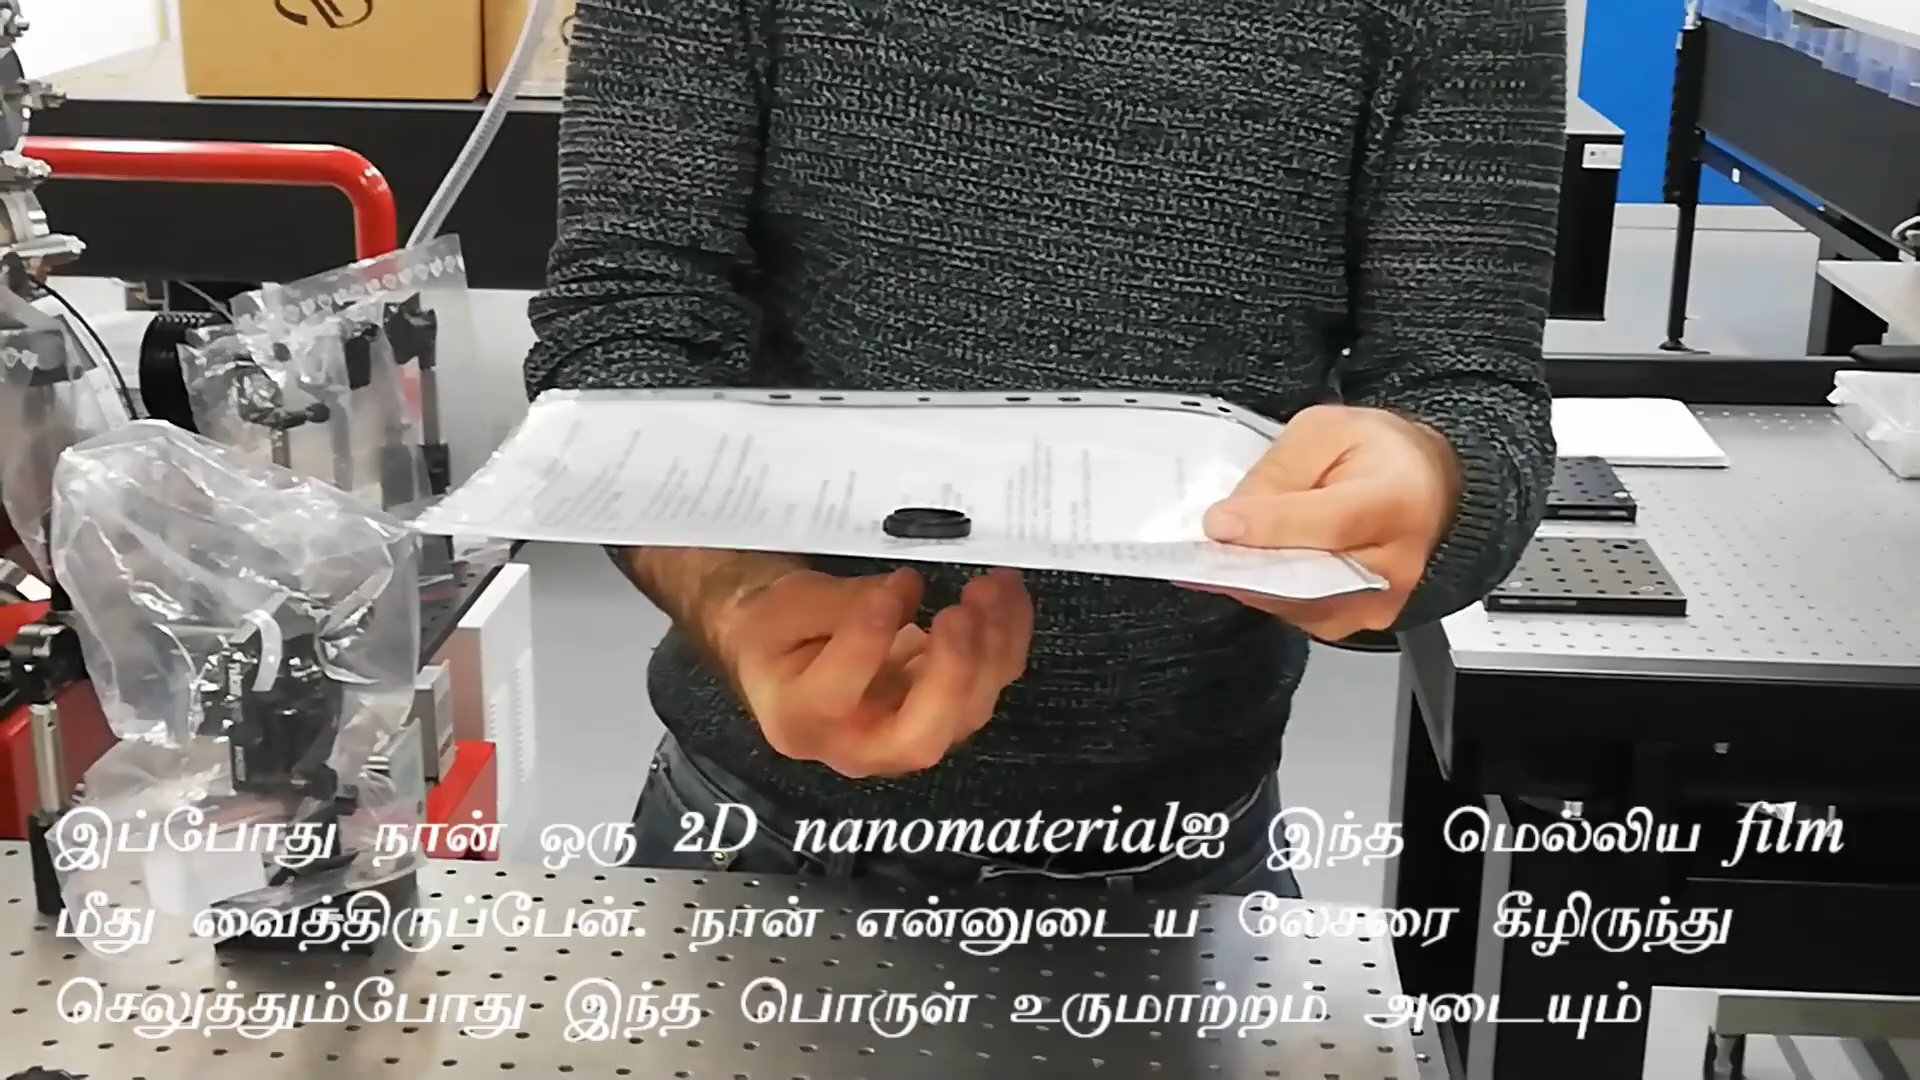 இப்போது நான் ஒரு 2D nanomaterialஐ இந்த மெல்லிய film
மீது வைத்திருப்பேன். நான் என்னுடைய லேசரை கீழிருந்து
செலுத்தும்போது இந்த பொருள் உருமாற்றம் அடையும்